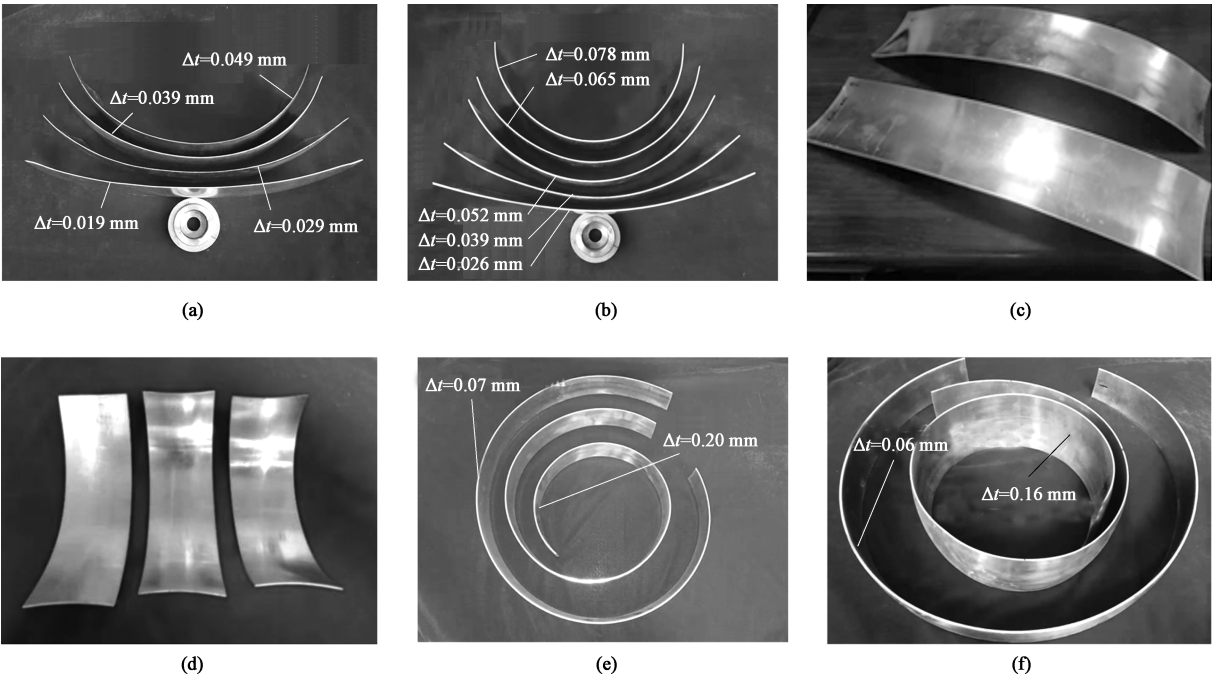 Δt=0.049 mm
Δt=0.039 mm
Δt=0.019 mm
Δt=0.029 mm
(a)
Δt=0.078 mm
Δt=0.065 mm
Δt=0.052 mm
Δt=0.039 mm
Δt=0.026 mm
(b)
(c)
(d)
Δt=0.07 mm
Δt=0.20 mm
(e)
Δt=0.06 mm
Δt=0.16 mm
(f)